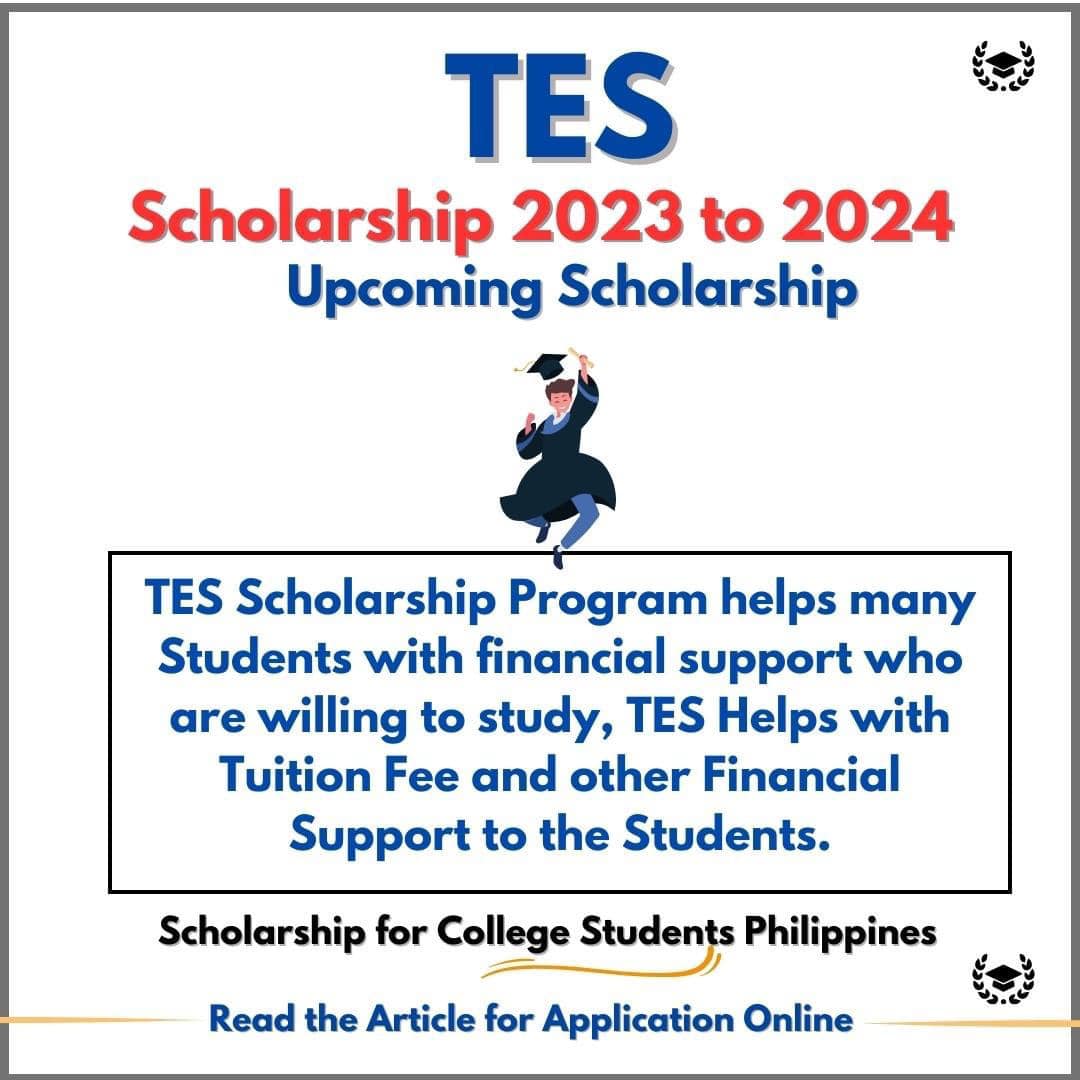 TES
Scholarship 2023 to 2024
Upcoming Scholarship
TES Scholarship Program helps many
Students with financial support who
are willing to study, TES Helps with
Tuition Fee and other Financial
Support to the Students.
Scholarship for College Students Philippines
Read the Article for Application Online